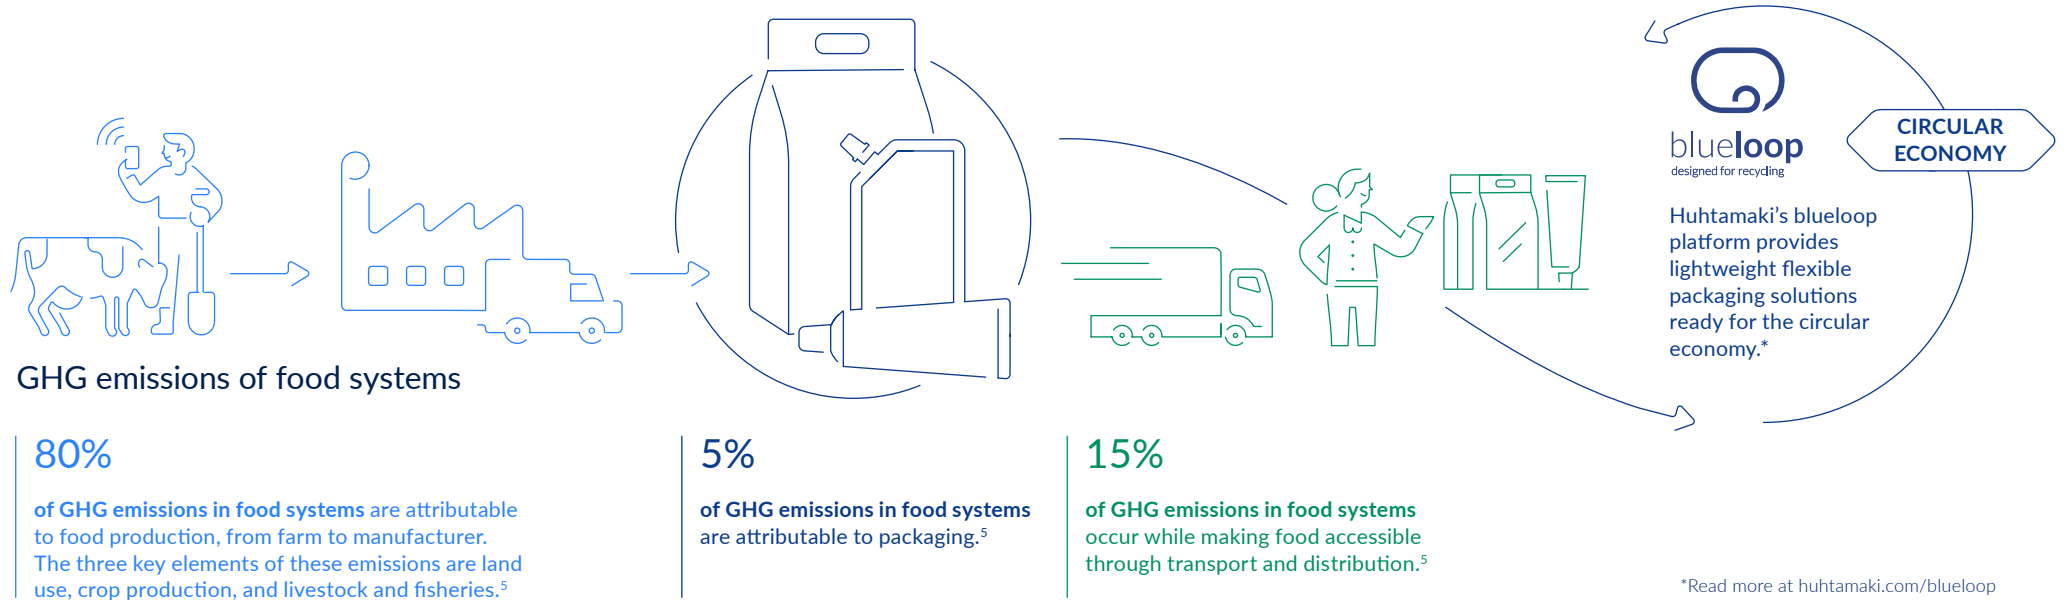 GHG emissions of food systems
80%
of GHG emissions in food systems are attributable
to food production, from farm to manufacturer.
The three key elements of these emissions are land
use, crop production, and livestock and fisheries.⁵
5%
of GHG emissions in food systems
are attributable to packaging.⁵
15%
of GHG emissions in food systems
occur while making food accessible
through transport and distribution.⁵
blueloop
designed for recycling
Huhtamaki’s blueloop
platform provides
lightweight flexible
packaging solutions
ready for the circular
economy.*
CIRCULAR
ECONOMY
*Read more at huhtamaki.com/blueloop